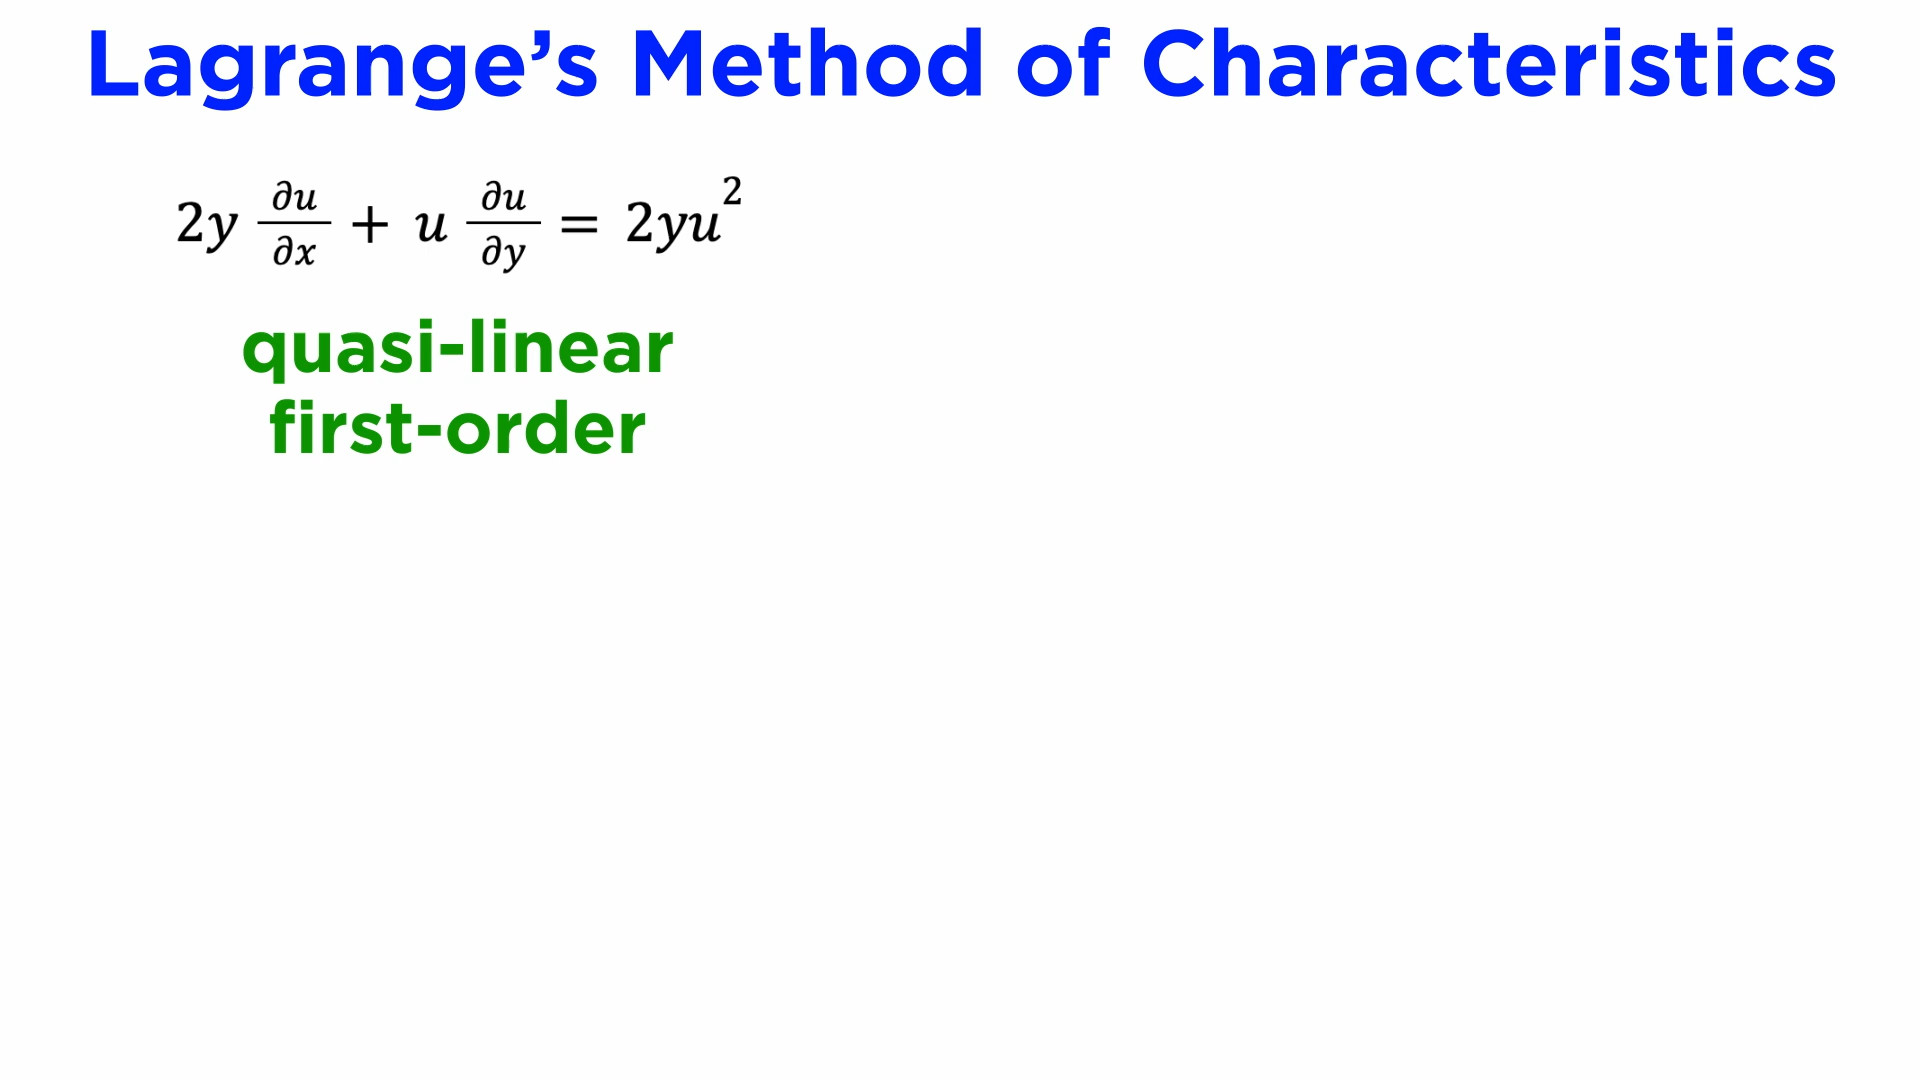 Lagrange’s Method of Characteristics
2y ∂u/∂x + u ∂u/∂y = 2yu²
quasi-linear
first-order